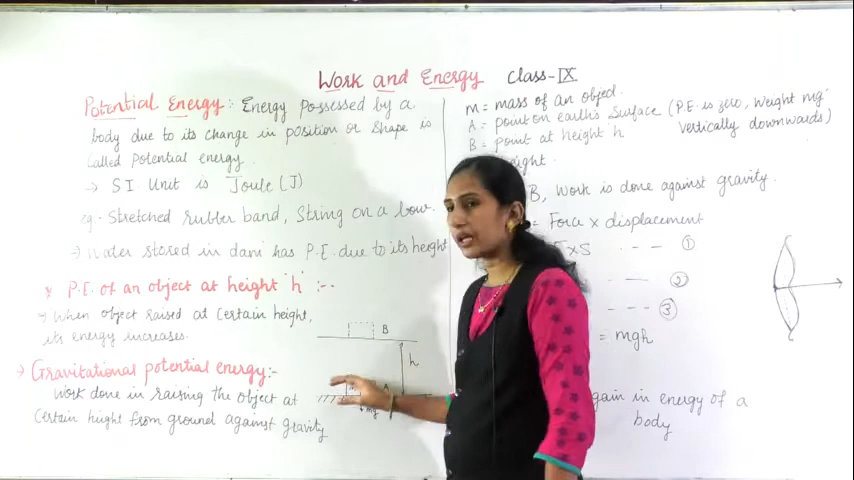 Work and Energy Class-IX
Potential Energy:- Energy possessed by a
body due to its change in position or shape is
called potential energy.
→ SI Unit is Joule (J)
eg. Stretched rubber band, String on a bow.
→ Water stored in dam has P.E. due to its height
* P.E. of an object at height 'h' :-
→ When object raised at certain height,
its energy increases.
→ Gravitational potential energy:-
Work done in raising the object at
certain hight from ground against gravity
B
h
A
mg
m = mass of an object.
A = point on earth's surface (P.E. is zero, Weight mg
vertically downwards)
B = point at height 'h'
B, Work is done against gravity.
= Force x displacement
F x S - - - ①
- - - ②
- - - ③
= mgh
gain in energy of a
body